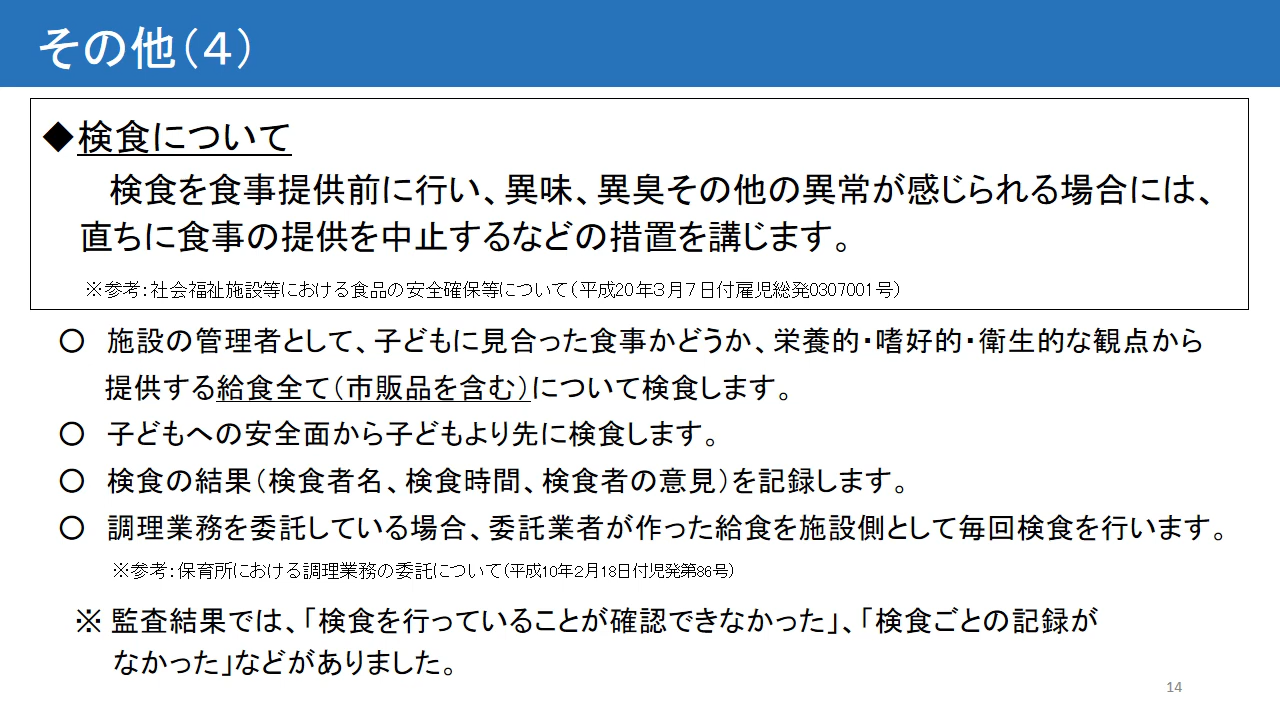 その他（４）
◆検食について
検食を食事提供前に行い、異味、異臭その他の異常が感じられる場合には、
直ちに食事の提供を中止するなどの措置を講じます。
※参考：社会福祉施設等における食品の安全確保等について（平成20年３月７日付雇児総発0307001号）
○ 施設の管理者として、子どもに見合った食事かどうか、栄養的・嗜好的・衛生的な観点から
提供する給食全て（市販品を含む）について検食します。
○ 子どもへの安全面から子どもより先に検食します。
○ 検食の結果（検食者名、検食時間、検食者の意見）を記録します。
○ 調理業務を委託している場合、委託業者が作った給食を施設側として毎回検食を行います。
※参考：保育所における調理業務の委託について（平成10年２月18日付児発第86号）
※ 監査結果では、「検食を行っていることが確認できなかった」、「検食ごとの記録が
なかった」などがありました。
14